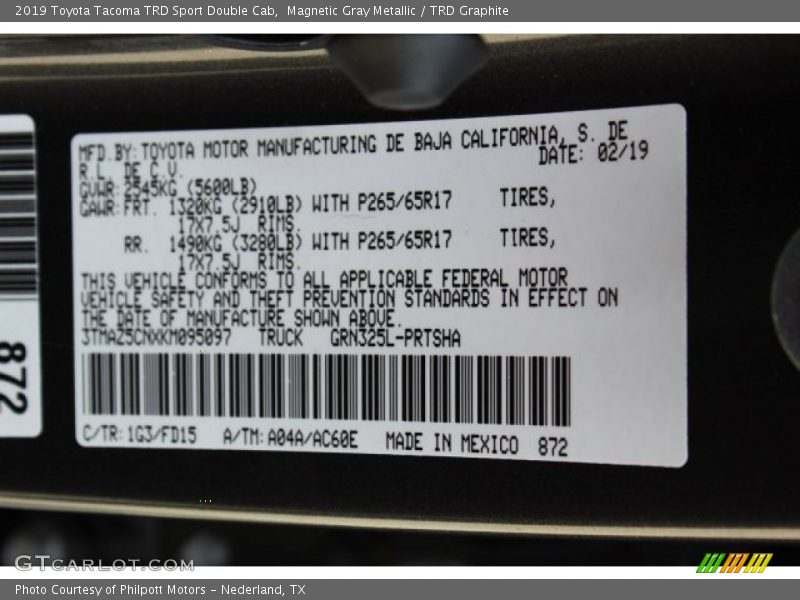 2019 Toyota Tacoma TRD Sport Double Cab, Magnetic Gray Metallic / TRD Graphite
MFD.BY: TOYOTA MOTOR MANUFACTURING DE BAJA CALIFORNIA, S. DE
R.L. DE C.V. DATE: 02/19
GVWR: 2545KG (5600LB)
GAWR: FRT. 1320KG (2910LB) WITH P265/65R17 TIRES,
17X7.5J RIMS.
RR. 1490KG (3280LB) WITH P265/65R17 TIRES,
17X7.5J RIMS.
THIS VEHICLE CONFORMS TO ALL APPLICABLE FEDERAL MOTOR
VEHICLE SAFETY AND THEFT PREVENTION STANDARDS IN EFFECT ON
THE DATE OF MANUFACTURE SHOWN ABOVE.
3TMAZ5CNXKM095097 TRUCK GRN325L-PRTSHA
C/TR: 1G3/FD15 A/TM: A04A/AC60E MADE IN MEXICO 872
872
GTCARLOT.COM
Photo Courtesy of Philpott Motors - Nederland, TX